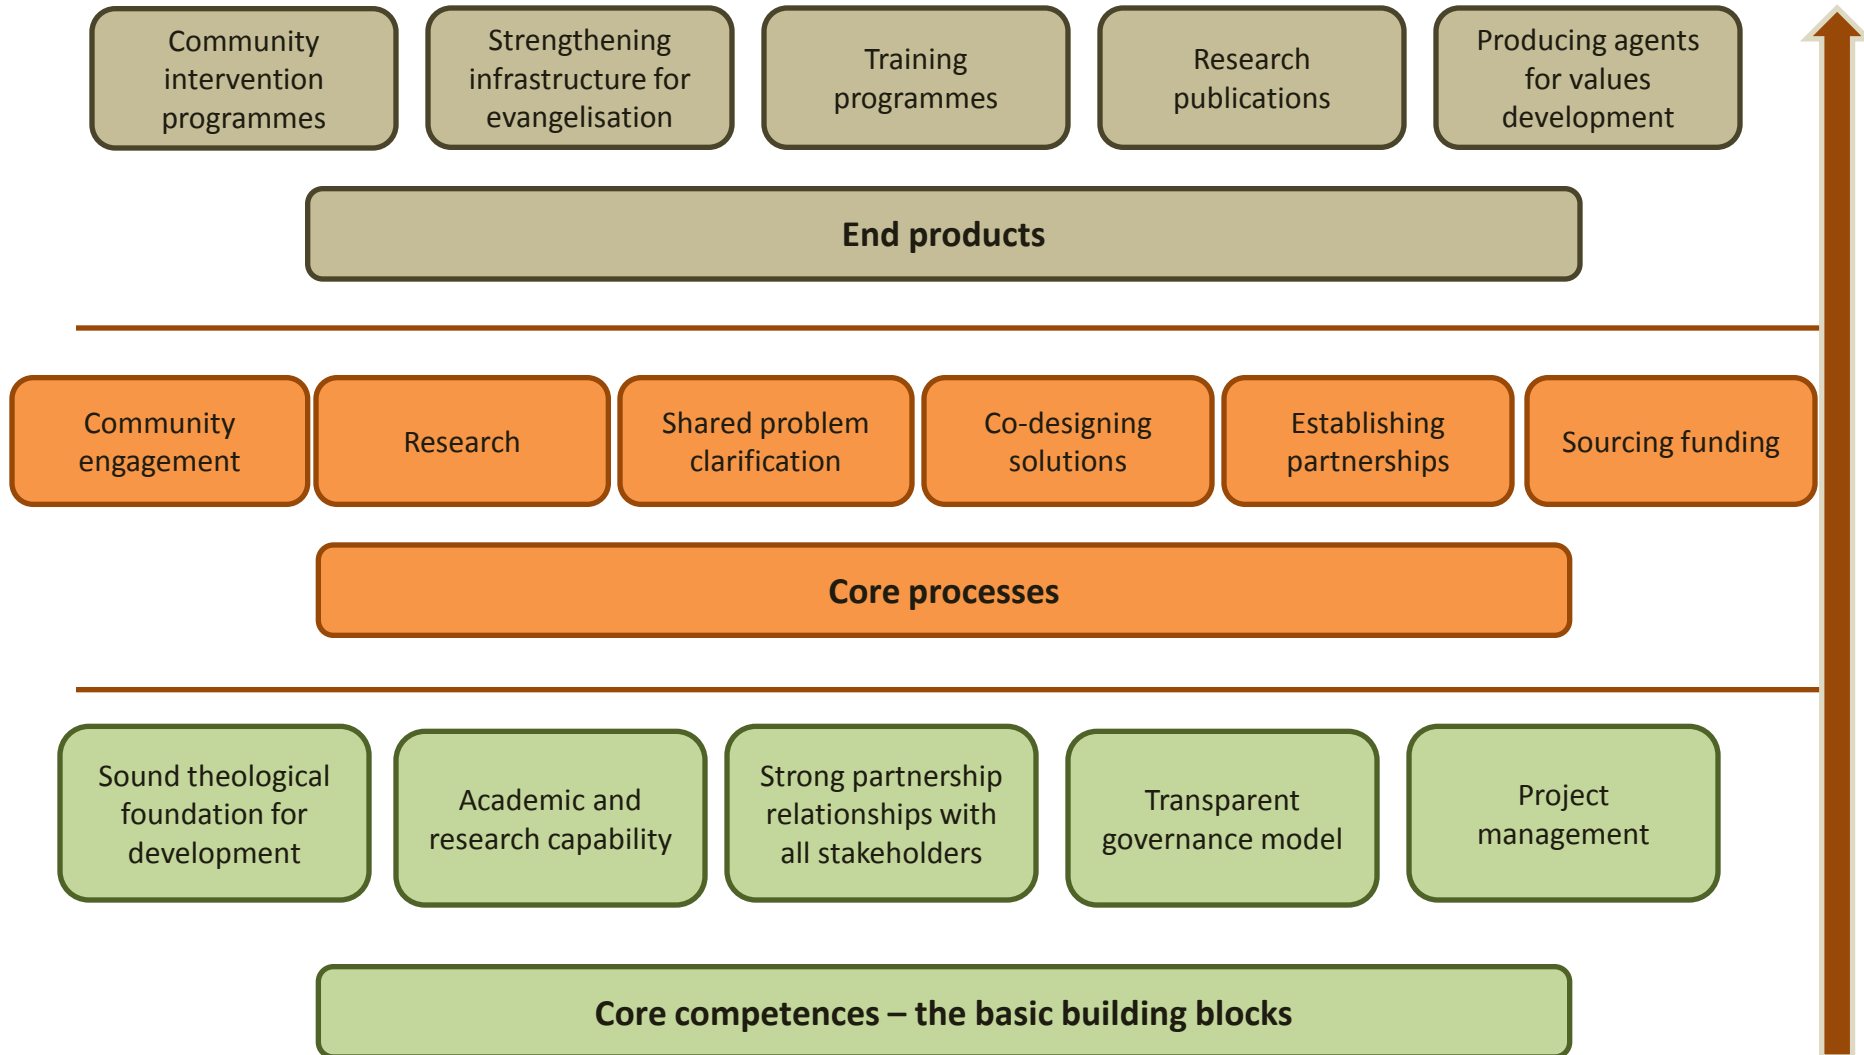 Community
intervention
programmes
Strengthening
infrastructure for
evangelisation
Training
programmes
Research
publications
Producing agents
for values
development
End products
Community
engagement
Research
Shared problem
clarification
Co-designing
solutions
Establishing
partnerships
Sourcing funding
Core processes
Sound theological
foundation for
development
Academic and
research capability
Strong partnership
relationships with
all stakeholders
Transparent
governance model
Project
management
Core competences – the basic building blocks